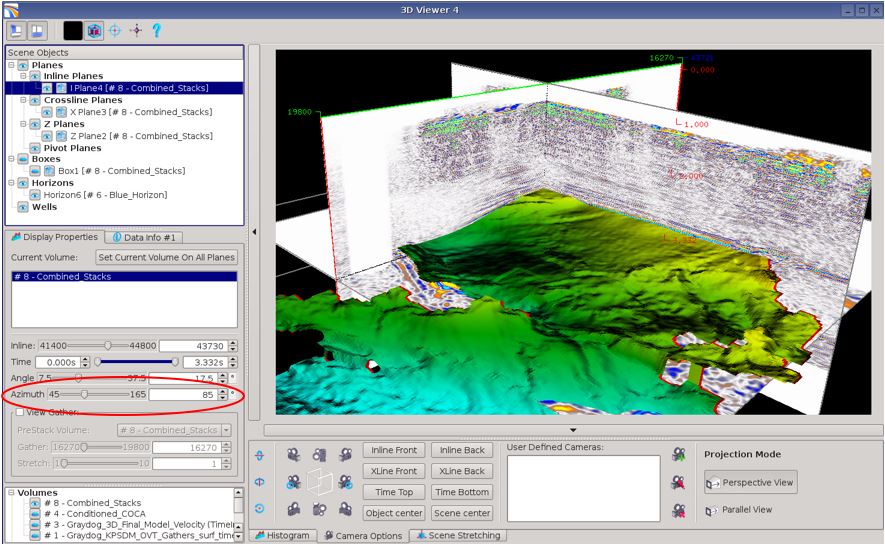 3D Viewer 4
Scene Objects
Planes
Inline Planes
I Plane4 [# 8 - Combined_Stacks]
Crossline Planes
X Plane3 [# 8 - Combined_Stacks]
Z Planes
Z Plane2 [# 8 - Combined_Stacks]
Pivot Planes
Boxes
Box1 [# 8 - Combined_Stacks]
Horizons
Horizon6 [# 6 - Blue_Horizon]
Wells
Display Properties Data Info #1
Current Volume: Set Current Volume On All Planes
# 8 - Combined_Stacks
Inline: 41400 44800 43730
Time 0.000s 3.332s
Angle 7.5 37.5 17.5 °
Azimuth 45 165 85 °
View Gather:
PreStack Volume: # 8 - Combined_Stacks
Gather: 16270 19800 16270
Stretch: 1 10 1
Volumes
# 8 - Combined_Stacks
# 4 - Conditioned_COCA
# 3 - Graydog_3D_Final_Model_Velocity (TimeI
# 1 - Graydog_KPSDM_OVT_Gathers_surf_time
16270
0.000
19800
1.000
2.000
3.332
Inline Front Inline Back
XLine Front XLine Back
Time Top Time Bottom
Object center Scene center
User Defined Cameras:
Projection Mode
Perspective View
Parallel View
Histogram Camera Options Scene Stretching